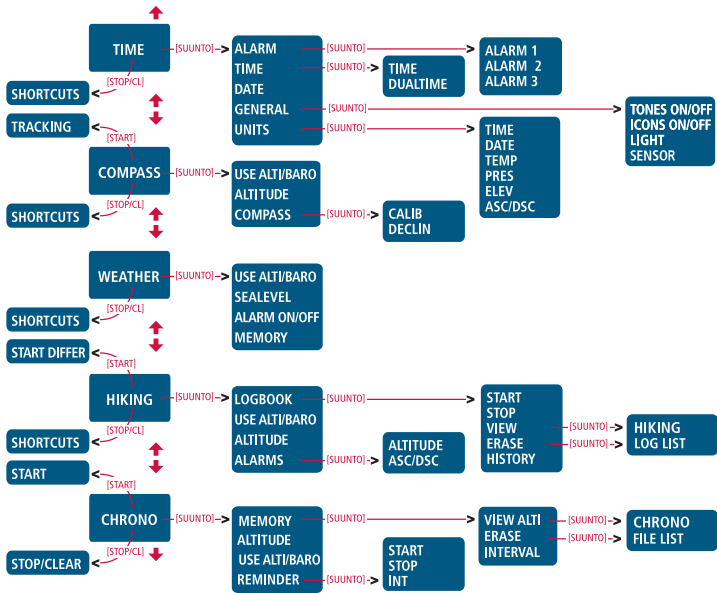 TIME
[SUUNTO]
[STOP/CL]
SHORTCUTS
ALARM
TIME
DATE
GENERAL
UNITS
[SUUNTO]
ALARM 1
ALARM 2
ALARM 3
[SUUNTO]
TIME
DUALTIME
[SUUNTO]
TONES ON/OFF
ICONS ON/OFF
LIGHT
SENSOR
[SUUNTO]
TIME
DATE
TEMP
PRES
ELEV
ASC/DSC
TRACKING
[START]
COMPASS
[SUUNTO]
[STOP/CL]
SHORTCUTS
USE ALTI/BARO
ALTITUDE
COMPASS
[SUUNTO]
CALIB
DECLIN
WEATHER
[SUUNTO]
[STOP/CL]
SHORTCUTS
USE ALTI/BARO
SEALEVEL
ALARM ON/OFF
MEMORY
START DIFFER
[START]
HIKING
[SUUNTO]
[STOP/CL]
SHORTCUTS
LOGBOOK
USE ALTI/BARO
ALTITUDE
ALARMS
[SUUNTO]
START
STOP
VIEW
ERASE
HISTORY
[SUUNTO]
[SUUNTO]
HIKING
LOG LIST
[SUUNTO]
ALTITUDE
ASC/DSC
START
[START]
CHRONO
[SUUNTO]
[STOP/CL]
STOP/CLEAR
MEMORY
ALTITUDE
USE ALTI/BARO
REMINDER
[SUUNTO]
VIEW ALTI
ERASE
INTERVAL
[SUUNTO]
[SUUNTO]
CHRONO
FILE LIST
[SUUNTO]
START
STOP
INT